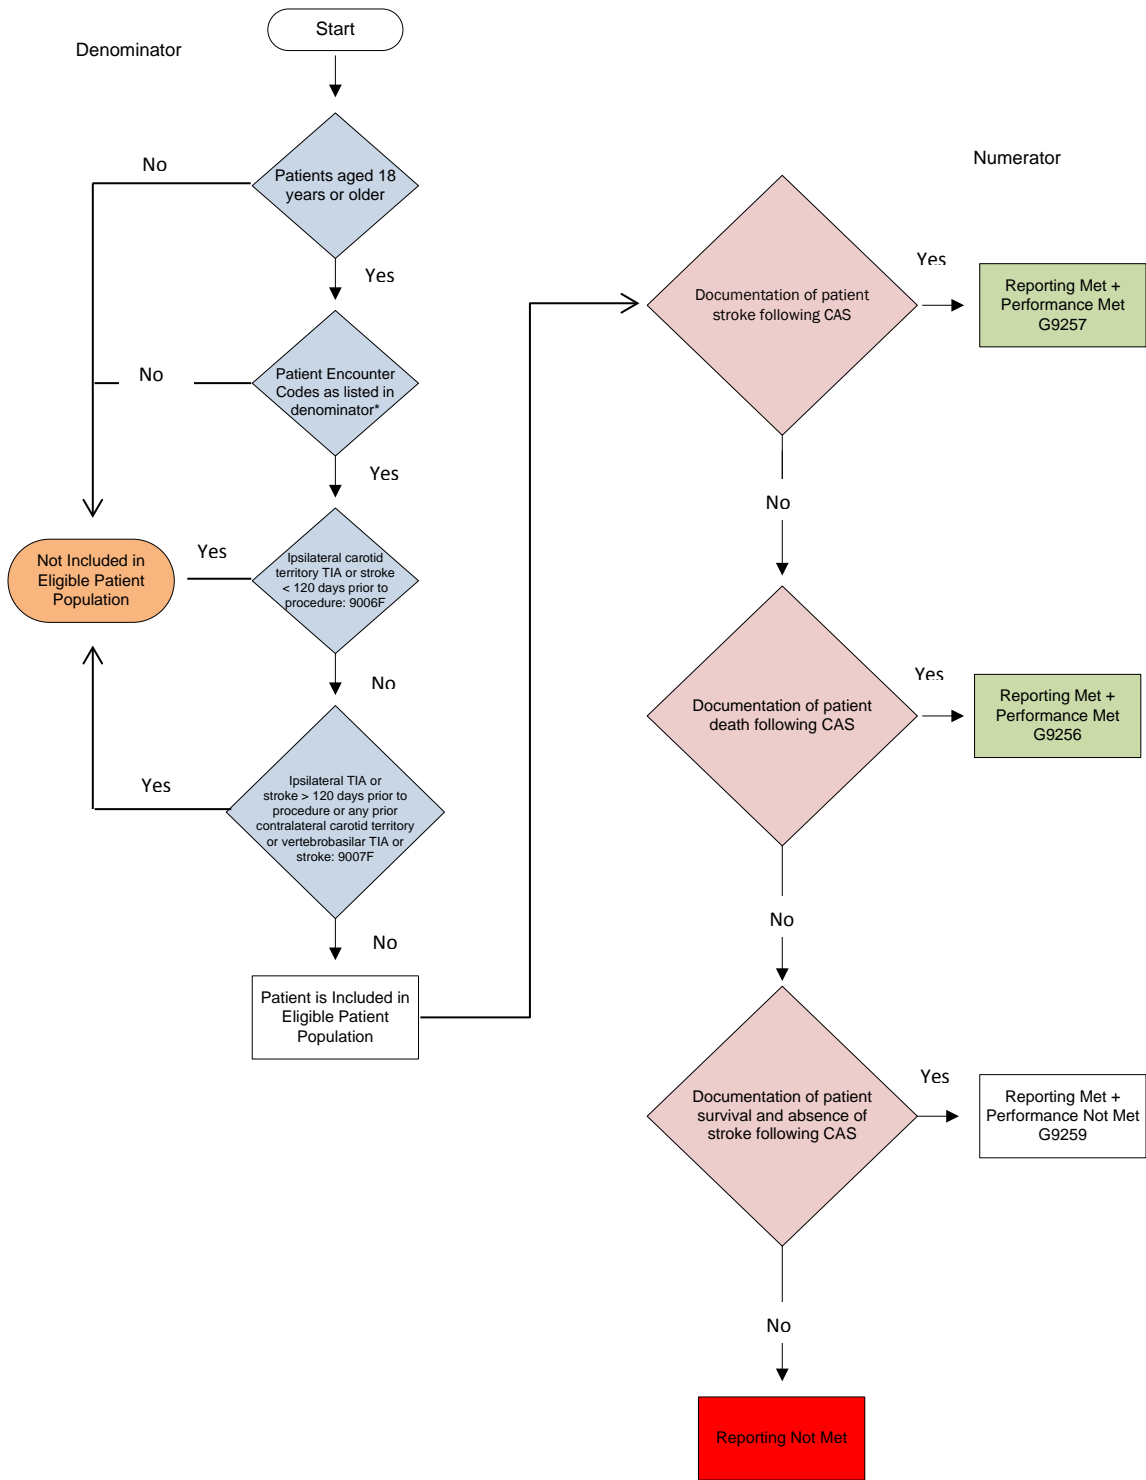 Start
Denominator
Patients aged 18
years or older
No
Yes
Patient Encounter
Codes as listed in
denominator*
No
Yes
Ipsilateral carotid
territory TIA or stroke
< 120 days prior to
procedure: 9006F
Yes
Not Included in
Eligible Patient
Population
No
Ipsilateral TIA or
stroke > 120 days prior to
procedure or any prior
contralateral carotid territory
or vertebrobasilar TIA or
stroke: 9007F
Yes
No
Patient is Included in
Eligible Patient
Population
Numerator
Documentation of patient
stroke following CAS
Yes
Reporting Met +
Performance Met
G9257
No
Documentation of patient
death following CAS
Yes
Reporting Met +
Performance Met
G9256
No
Documentation of patient
survival and absence of
stroke following CAS
Yes
Reporting Met +
Performance Not Met
G9259
No
Reporting Not Met